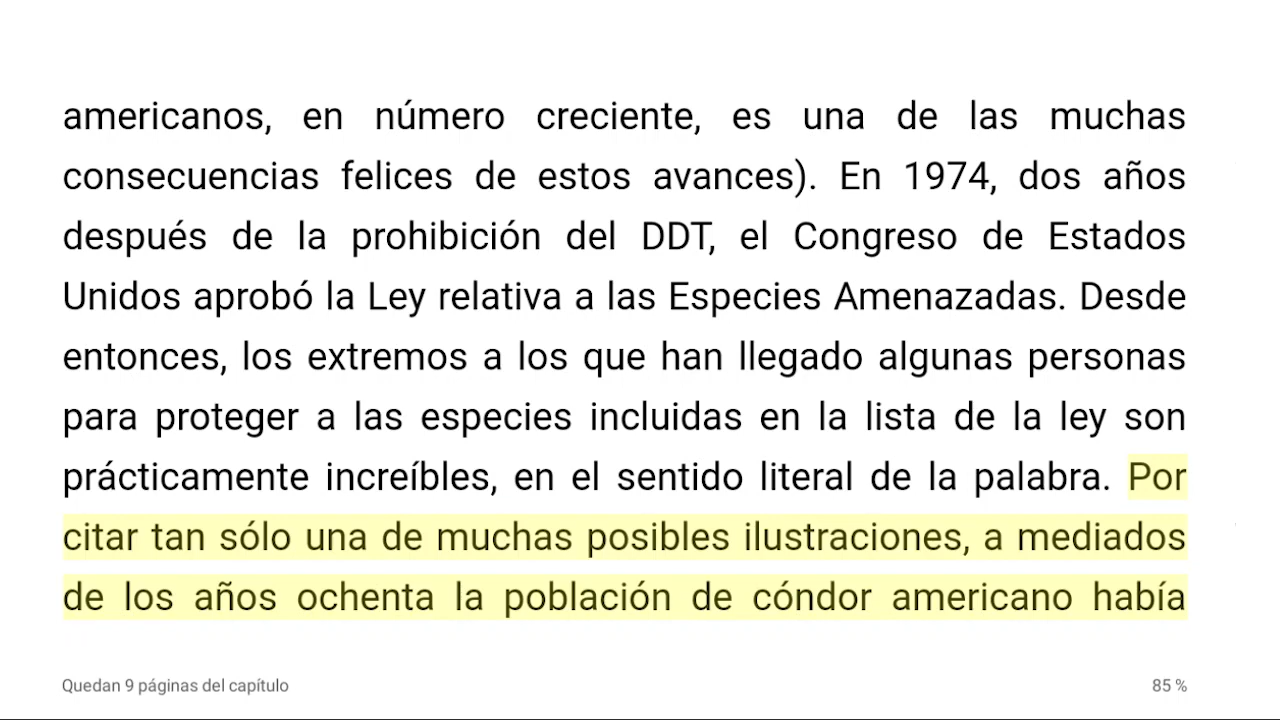 americanos, en número creciente, es una de las muchas
consecuencias felices de estos avances). En 1974, dos años
después de la prohibición del DDT, el Congreso de Estados
Unidos aprobó la Ley relativa a las Especies Amenazadas. Desde
entonces, los extremos a los que han llegado algunas personas
para proteger a las especies incluidas en la lista de la ley son
prácticamente increíbles, en el sentido literal de la palabra. Por
citar tan sólo una de muchas posibles ilustraciones, a mediados
de los años ochenta la población de cóndor americano había
Quedan 9 páginas del capítulo
85 %